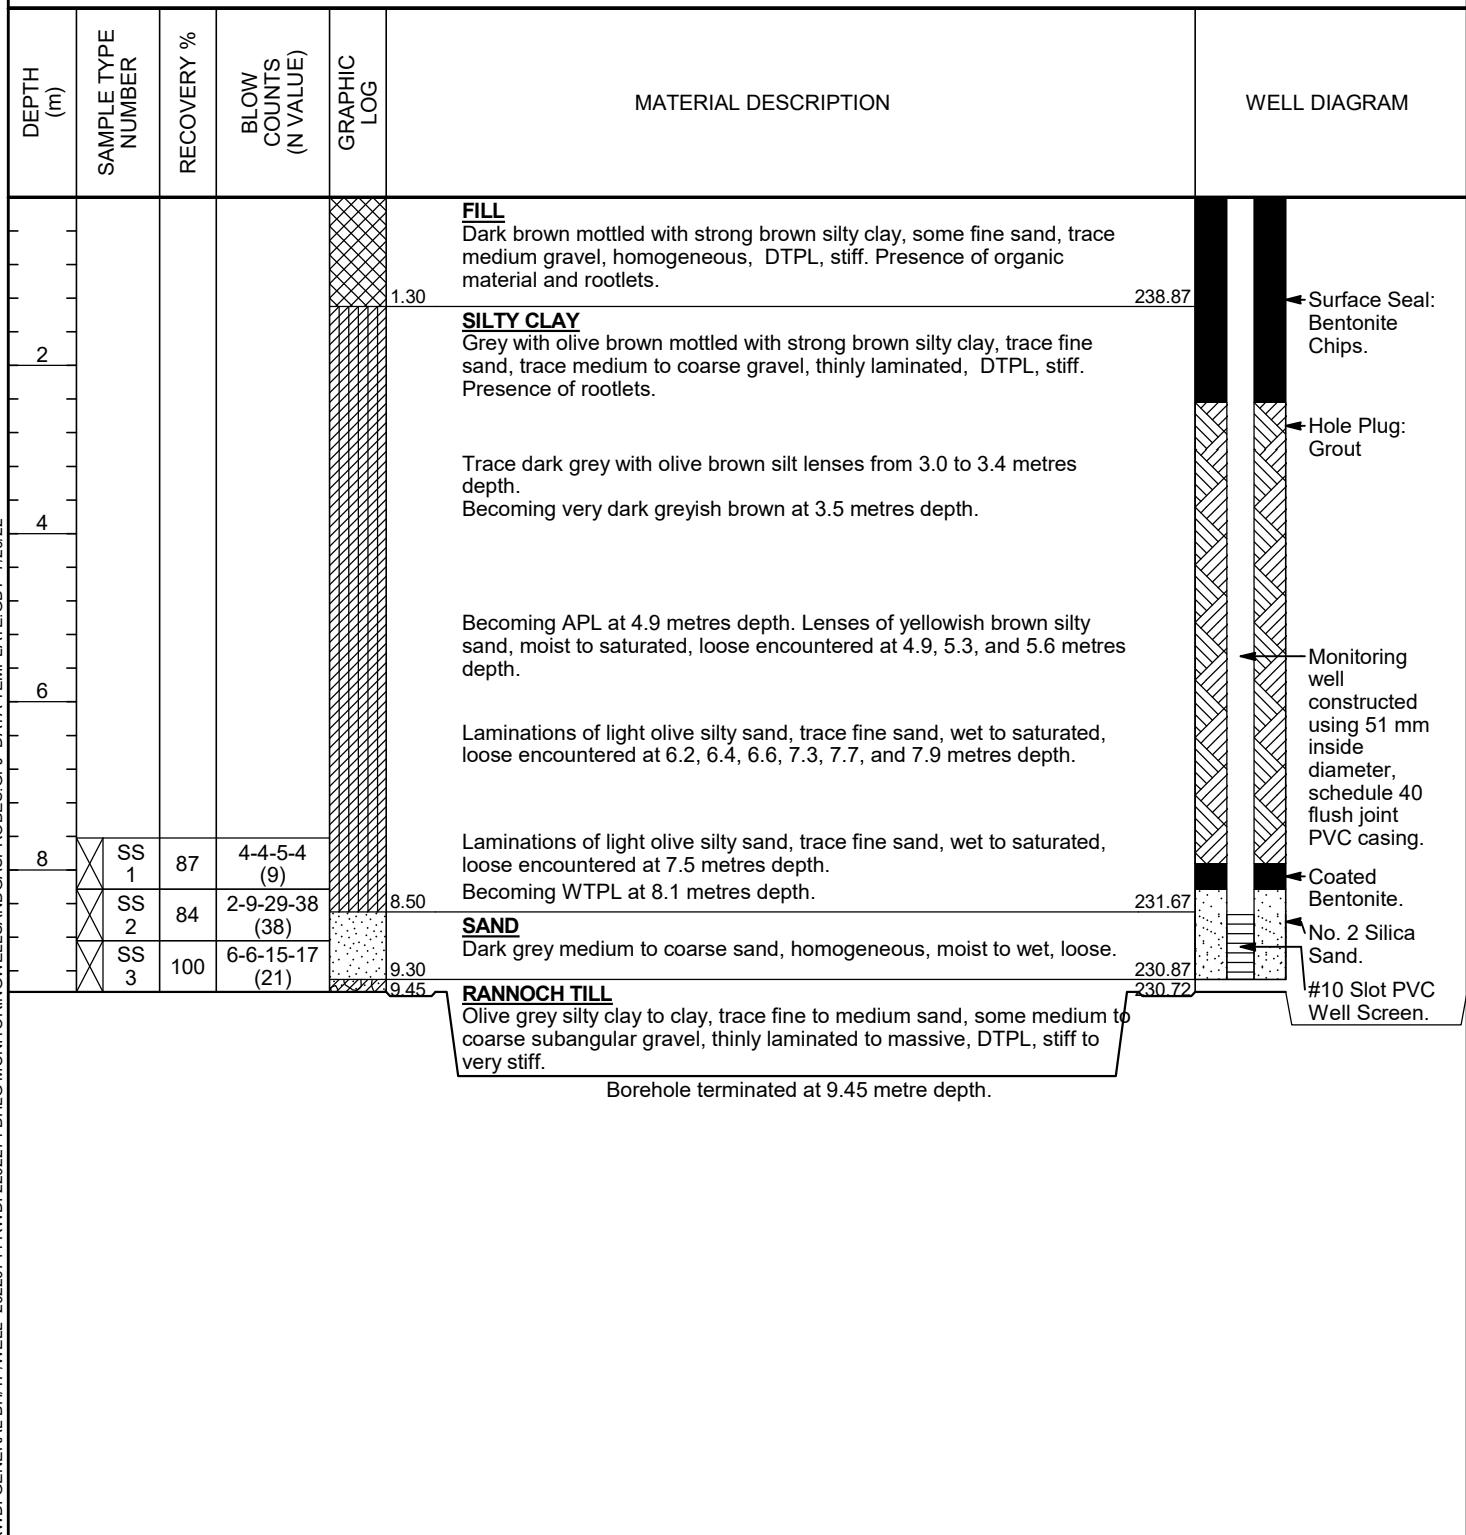 DEPTH
(m)
SAMPLE TYPE
NUMBER
RECOVERY %
BLOW
COUNTS
(N VALUE)
GRAPHIC
LOG
MATERIAL DESCRIPTION
WELL DIAGRAM
FILL
Dark brown mottled with strong brown silty clay, some fine sand, trace
medium gravel, homogeneous, DTPL, stiff. Presence of organic
material and rootlets.
1.30
238.87
SILTY CLAY
Grey with olive brown mottled with strong brown silty clay, trace fine
sand, trace medium to coarse gravel, thinly laminated, DTPL, stiff.
Presence of rootlets.
Trace dark grey with olive brown silt lenses from 3.0 to 3.4 metres
depth.
Becoming very dark greyish brown at 3.5 metres depth.
Becoming APL at 4.9 metres depth. Lenses of yellowish brown silty
sand, moist to saturated, loose encountered at 4.9, 5.3, and 5.6 metres
depth.
Laminations of light olive silty sand, trace fine sand, wet to saturated,
loose encountered at 6.2, 6.4, 6.6, 7.3, 7.7, and 7.9 metres depth.
Laminations of light olive silty sand, trace fine sand, wet to saturated,
loose encountered at 7.5 metres depth.
Becoming WTPL at 8.1 metres depth.
8.50
231.67
SAND
Dark grey medium to coarse sand, homogeneous, moist to wet, loose.
9.30
230.87
9.45
230.72
RANNOCH TILL
Olive grey silty clay to clay, trace fine to medium sand, some medium to
coarse subangular gravel, thinly laminated to massive, DTPL, stiff to
very stiff.
Borehole terminated at 9.45 metre depth.
2
4
6
8
SS
1
87
4-4-5-4
(9)
SS
2
84
2-9-29-38
(38)
SS
3
100
6-6-15-17
(21)
Surface Seal:
Bentonite
Chips.
Hole Plug:
Grout
Monitoring
well
constructed
using 51 mm
inside
diameter,
schedule 40
flush joint
PVC casing.
Coated
Bentonite.
No. 2 Silica
Sand.
#10 Slot PVC
Well Screen.